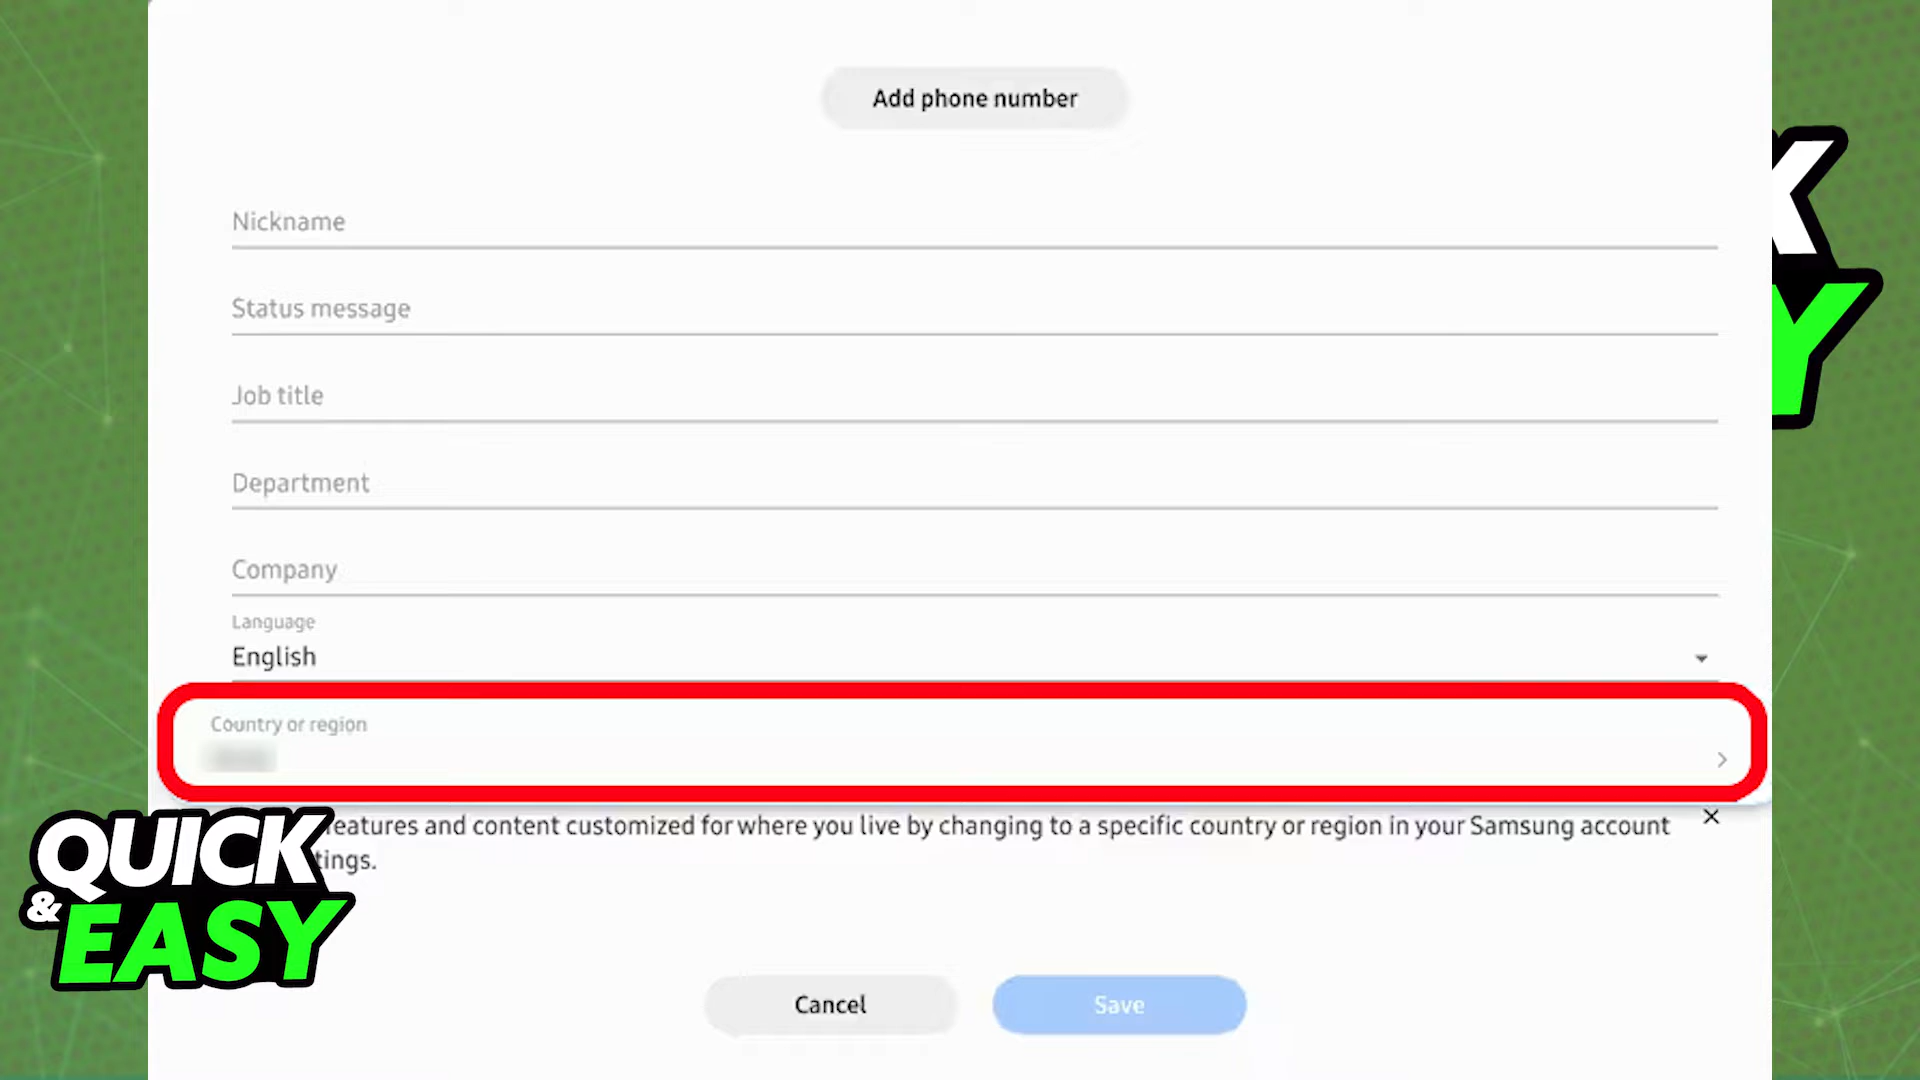 Add phone number
Nickname
Status message
Job title
Department
Company
Language
English
Country or region
features and content customized for where you live by changing to a specific country or region in your Samsung account
tings.
QUICK
& EASY
Cancel
Save
K
Y